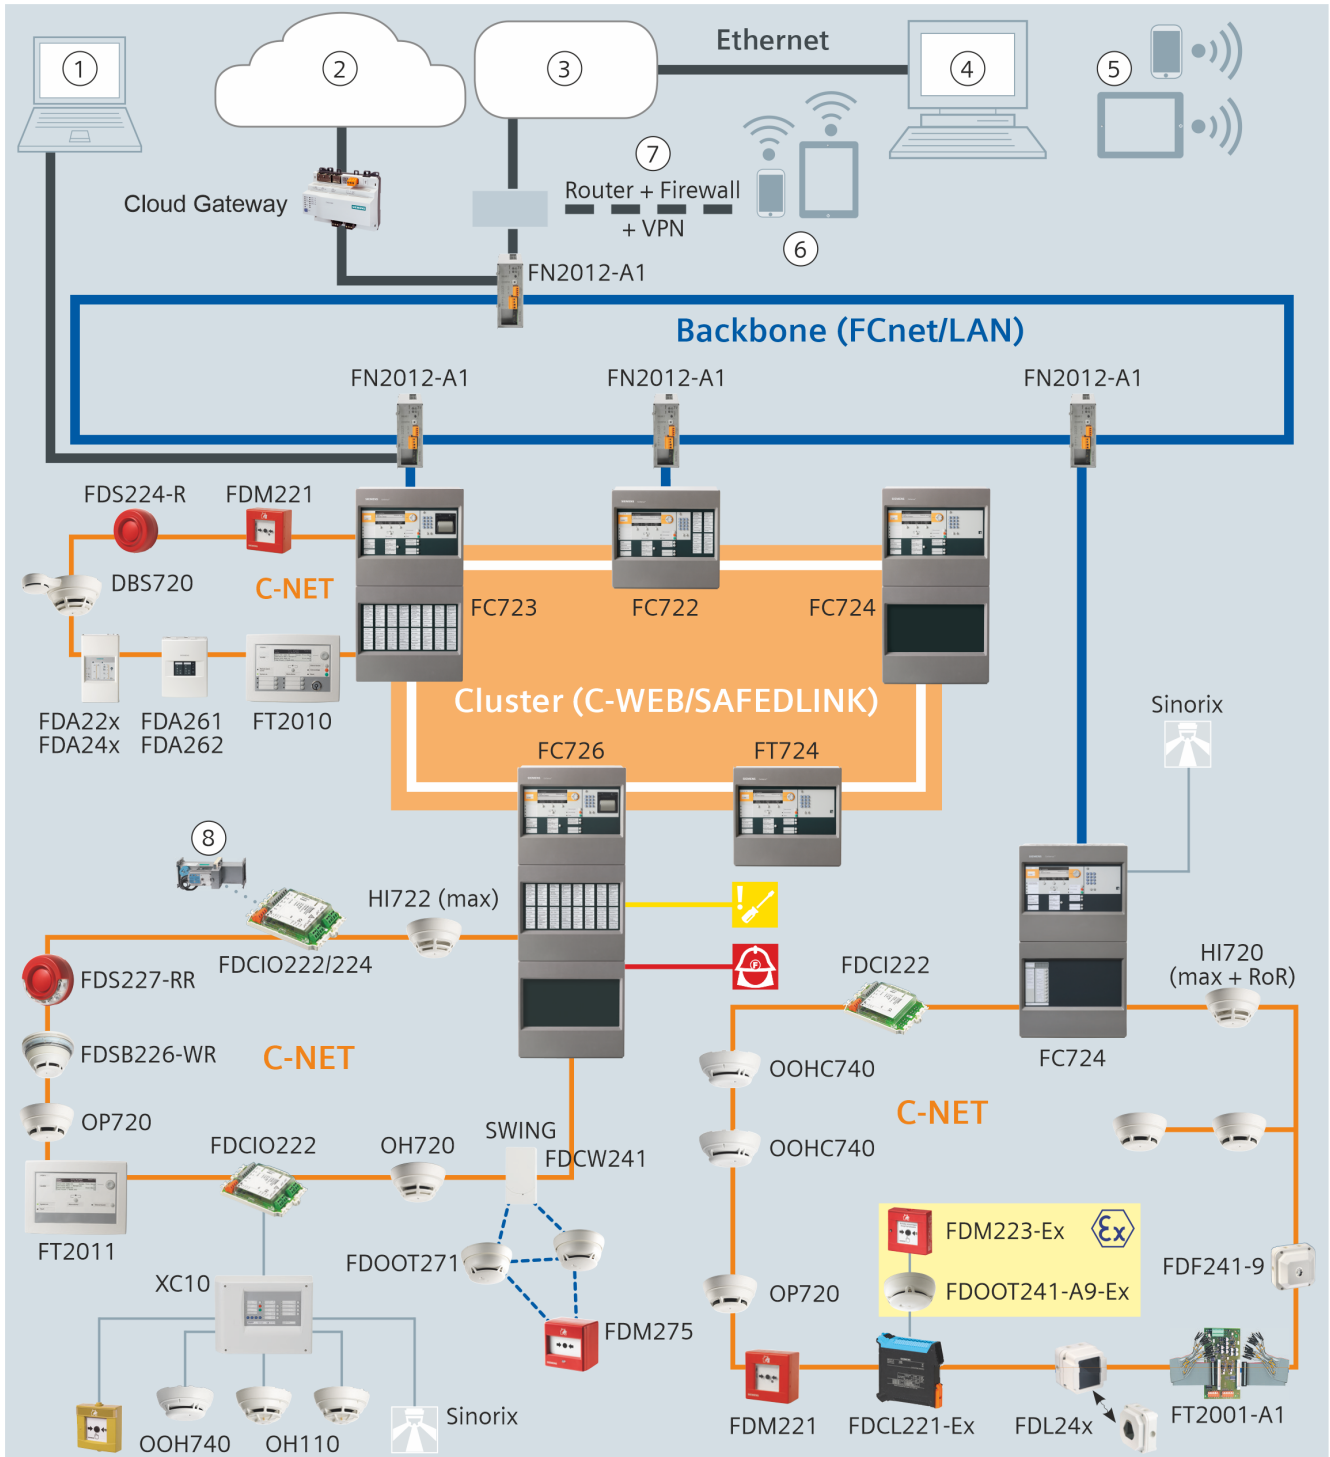 1
2
3
Ethernet
4
5
7
Router + Firewall
+ VPN
6
Cloud Gateway
FN2012-A1
Backbone (FCnet/LAN)
FN2012-A1
FN2012-A1
FN2012-A1
FDS224-R
FDM221
DBS720
C-NET
FC723
FC722
FC724
FDA22x
FDA24x
FDA261
FDA262
FT2010
Cluster (C-WEB/SAFEDLINK)
FC726
FT724
Sinorix
8
HI722 (max)
FDCIO222/224
FDS227-RR
FDSB226-WR
C-NET
OP720
FDCIO222
OH720
SWING
FDCW241
FT2011
FDOOT271
XC10
FDM275
OOH740
OH110
Sinorix
FDCI222
HI720
(max + RoR)
FC724
OOHC740
C-NET
OOHC740
FDM223-Ex
Ex
FDOOT241-A9-Ex
FDF241-9
OP720
FDM221
FDCL221-Ex
FDL24x
FT2001-A1